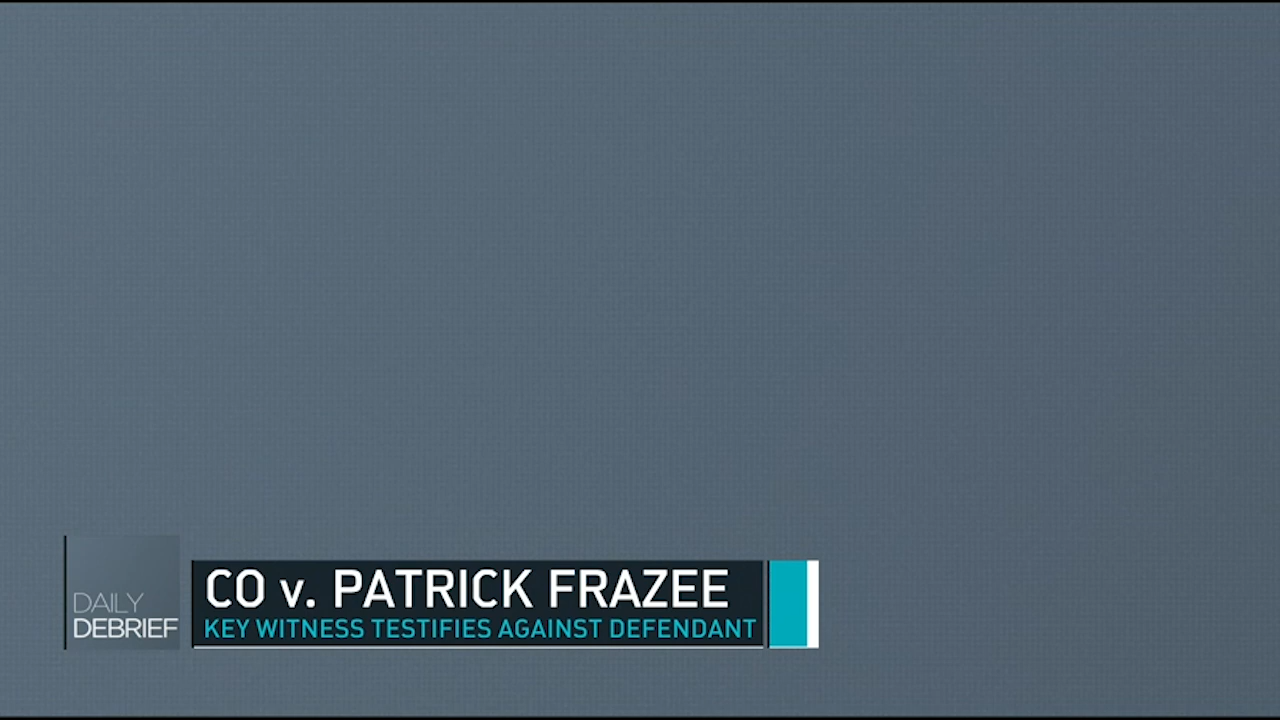 DAILY
DEBRIEF
CO v. PATRICK FRAZEE
KEY WITNESS TESTIFIES AGAINST DEFENDANT